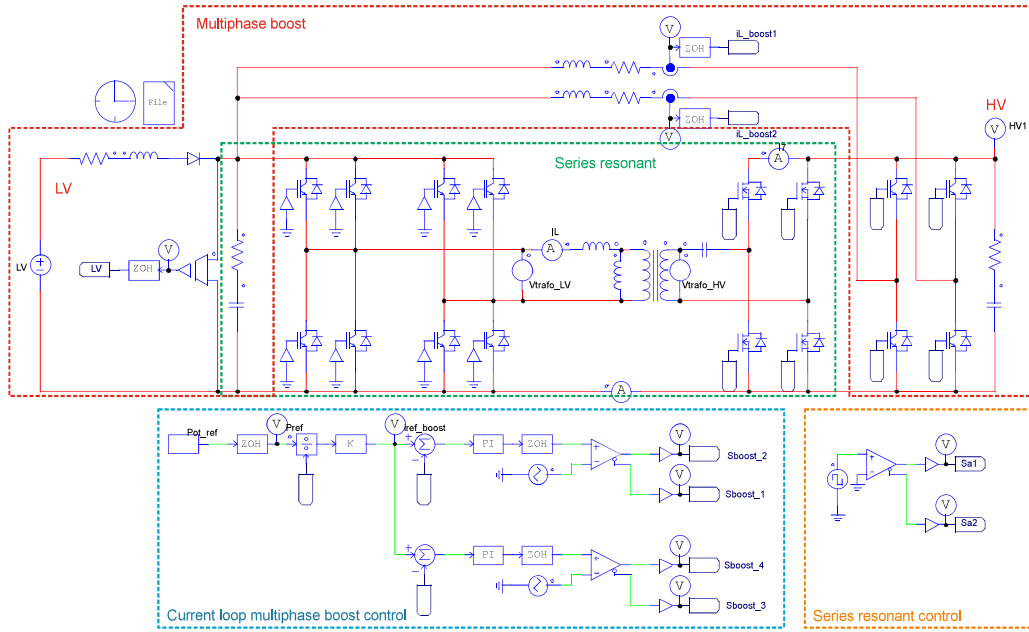 Multiphase boost
V
iL_boost1
ZOH
File
iL_boost2
ZOH
V
HV
V
HV1
LV
Series resonant
I7
A
LV
V
LV
ZOH
IL
A
Vtrafo_LV
Vtrafo_HV
A
Pot_ref
ZOH
V
Pref
K
V
Iref_boost
Σ
PI
ZOH
V
Sboost_2
V
Sboost_1
Σ
PI
ZOH
V
Sboost_4
V
Sboost_3
Current loop multiphase boost control
V
Sa1
V
Sa2
Series resonant control